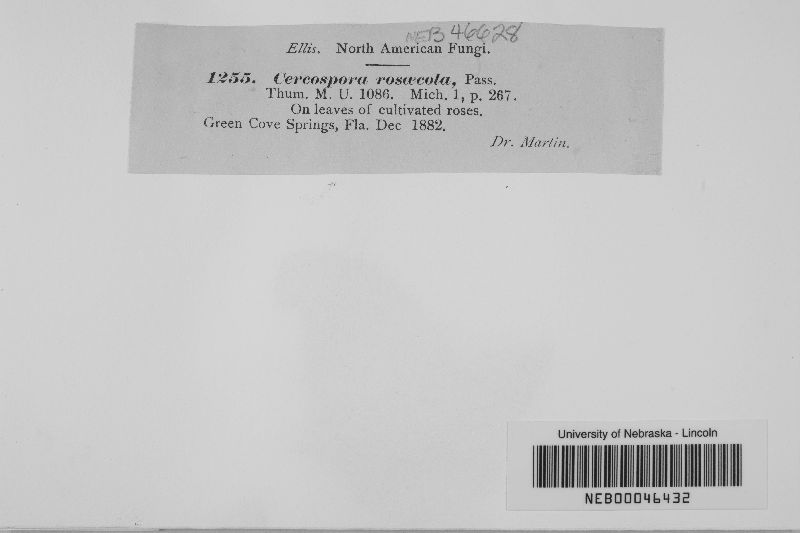 NEB 46628
Ellis. North American Fungi.
1255. Cercospora rosæcola, Pass.
Thum. M. U. 1086. Mich. 1, p. 267.
On leaves of cultivated roses.
Green Cove Springs, Fla. Dec 1882.
Dr. Martin.
University of Nebraska - Lincoln
NEB00046432